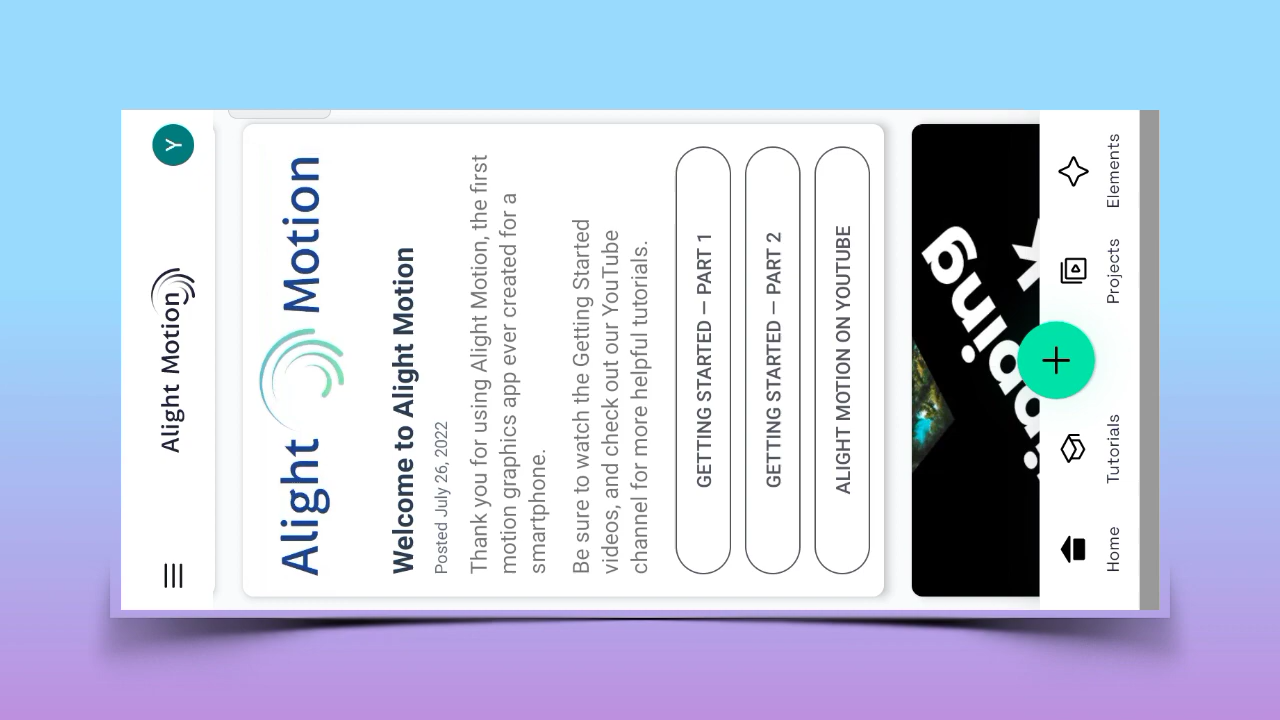 Alight Motion
Y
Alight Motion
Welcome to Alight Motion
Posted July 26, 2022
Thank you for using Alight Motion, the first
motion graphics app ever created for a
smartphone.
Be sure to watch the Getting Started
videos, and check out our YouTube
channel for more helpful tutorials.
GETTING STARTED — PART 1
GETTING STARTED — PART 2
ALIGHT MOTION ON YOUTUBE
Home
Tutorials
Projects
Elements